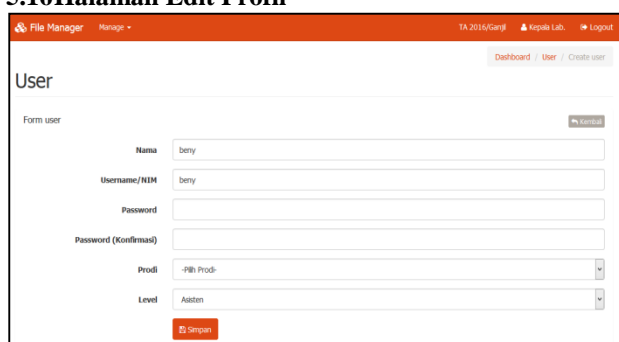 3.10Halaman Edit Profil
File Manager Manage TA 2016/Ganjil Kepala Lab. Logout
Dashboard / User / Create user
User
Form user Kembali
Nama beny
Username/NIM beny
Password
Password (Konfirmasi)
Prodi -Pilih Prodi-
Level Asisten
Simpan